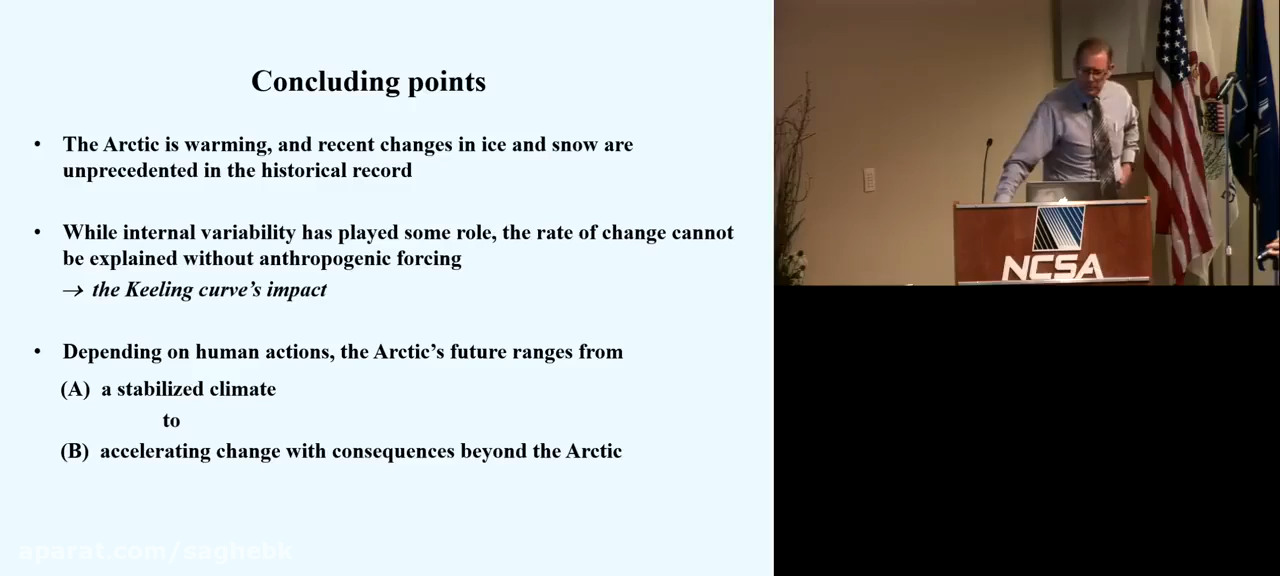 Concluding points
• The Arctic is warming, and recent changes in ice and snow are
unprecedented in the historical record
• While internal variability has played some role, the rate of change cannot
be explained without anthropogenic forcing
→ the Keeling curve's impact
• Depending on human actions, the Arctic's future ranges from
(A) a stabilized climate
to
(B) accelerating change with consequences beyond the Arctic
NCSA
aparat.com/saghebk